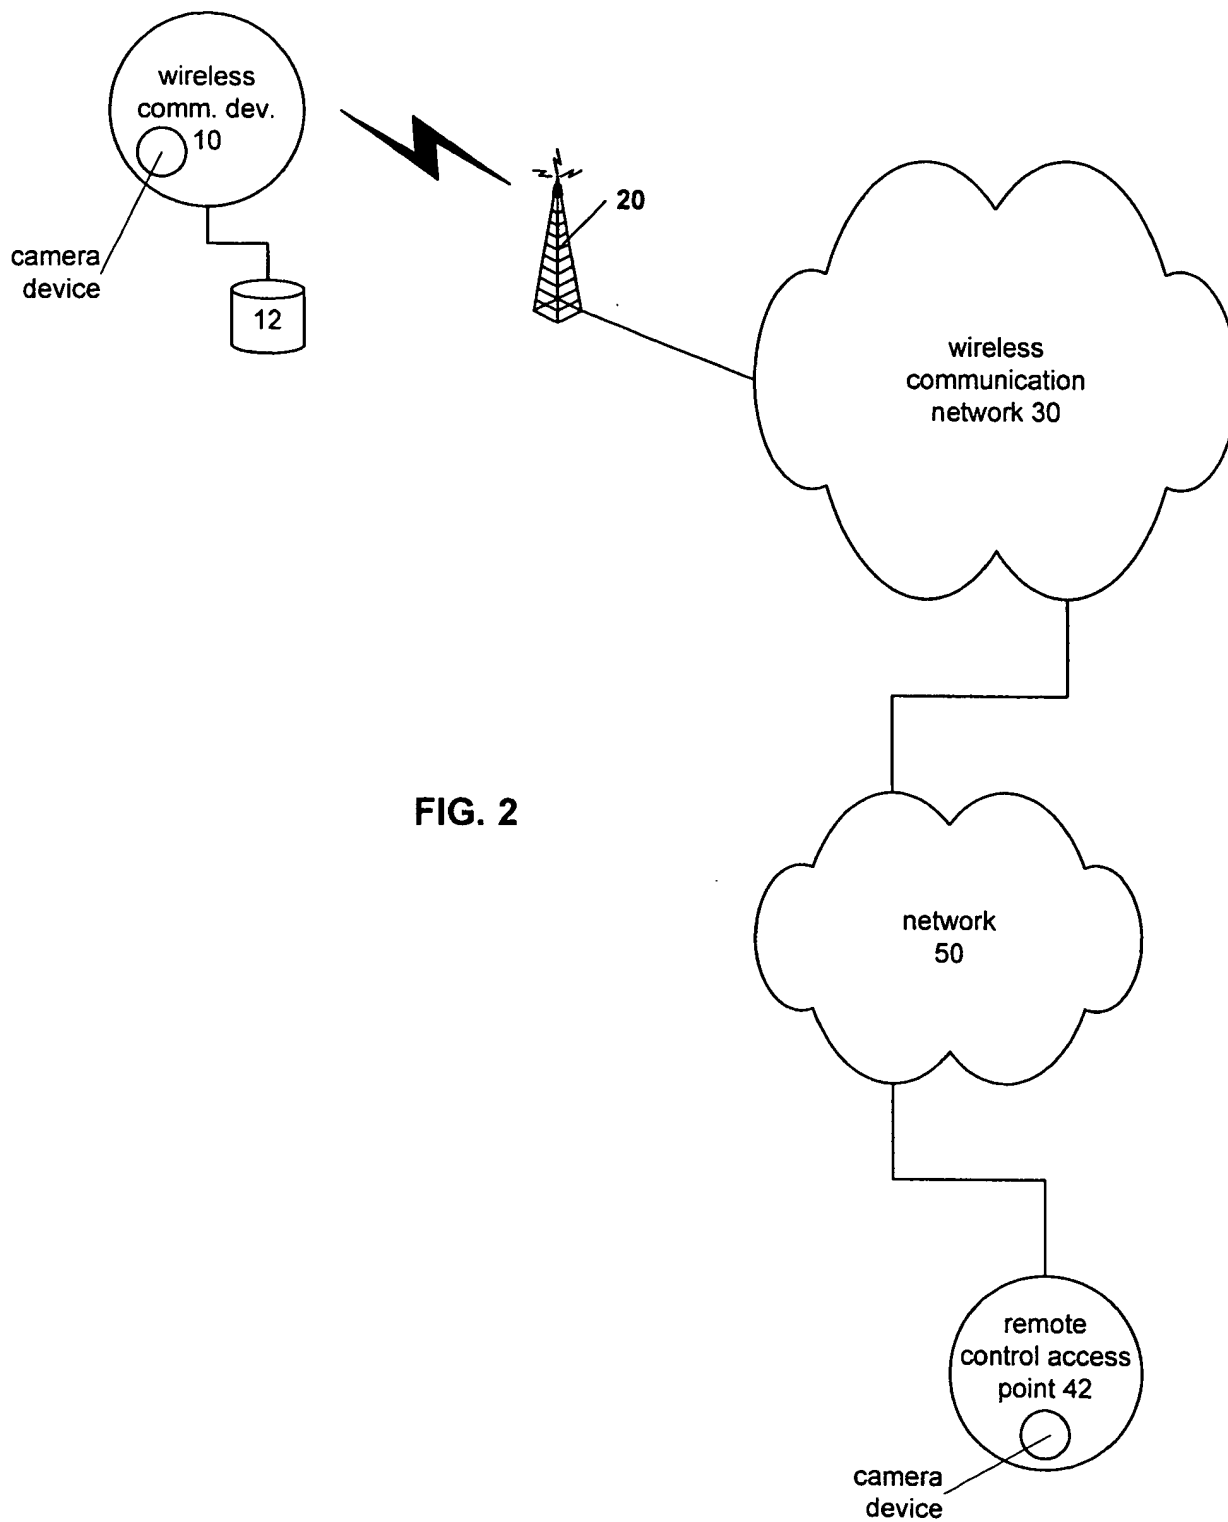 wireless
comm. dev.
10
camera
device
12
20
wireless
communication
network 30
FIG. 2
network
50
remote
control access
point 42
camera
device